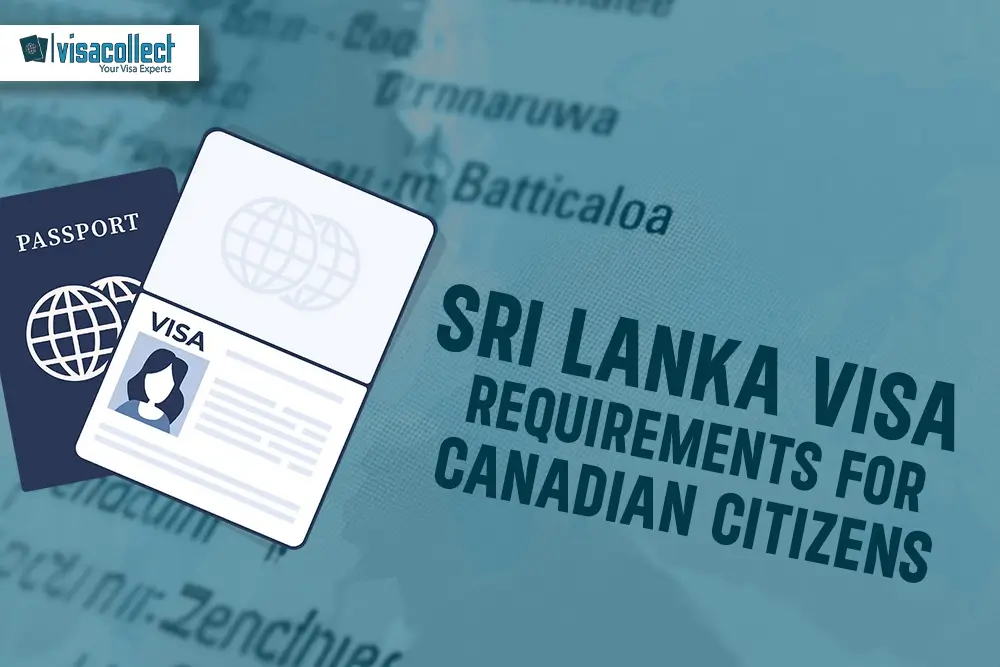 visacollect
Your Visa Experts
Batticaloa
PASSPORT
VISA
SRI LANKA VISA
REQUIREMENTS FOR
CANADIAN CITIZENS